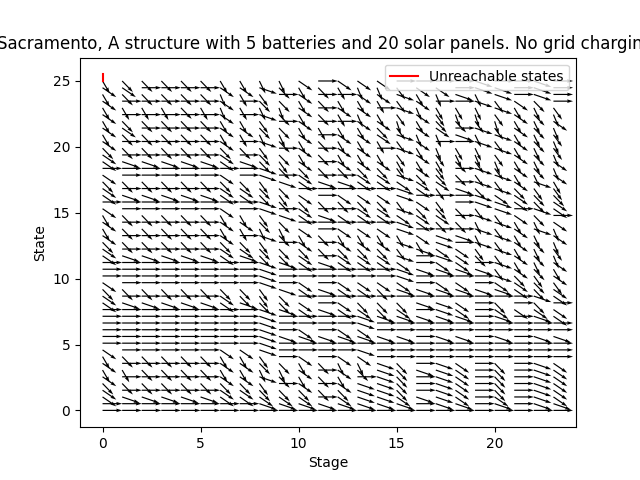 Sacramento, A structure with 5 batteries and 20 solar panels. No grid chargin
Unreachable states
25
20
15
10
5
0
State
0 5 10 15 20
Stage